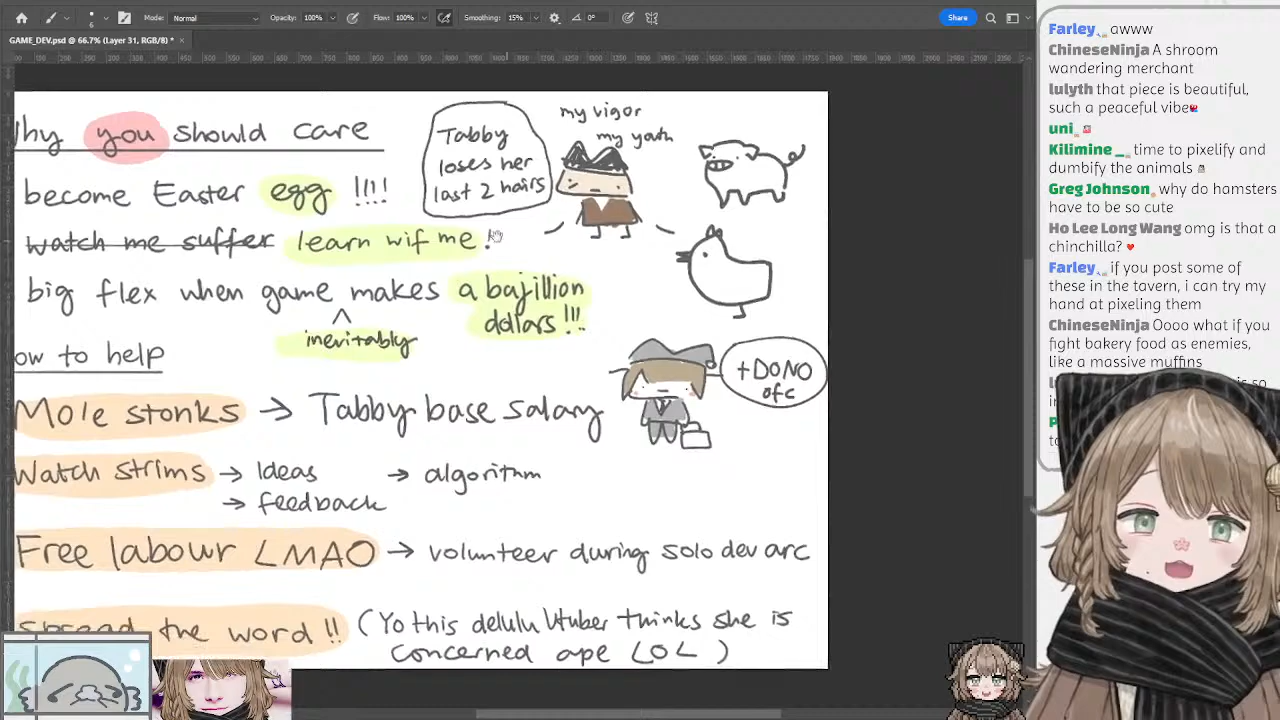 Mode: Normal Opacity: 100% Flow: 100% Smoothing: 15% 0° Share
6
GAME_DEV.psd @ 66.7% (Layer 31, RGB/8) *
hy you should care
become Easter egg !!!!
watch me suffer learn wif me !
big flex when game makes a bajillion dollars !!!
inevitably
ow to help
Mole stonks → Tabby base salary
Watch strims → Ideas → algorithm
→ feedback
Free labour LMAO → volunteer during solo dev arc
spread the word !! (Yo this delulu Vtuber thinks she is
concerned ape LOL)
Tabby
loses her
last 2 hairs
my vigor
my youth
+DONO
ofc
Farley awww
ChineseNinja A shroom
wandering merchant
lulyth that piece is beautiful,
such a peaceful vibe
uni
Kilimine_ time to pixelify and
dumbify the animals
Greg Johnson why do hamsters
have to be so cute
Ho Lee Long Wang omg is that a
chinchilla?
Farley if you post some of
these in the tavern, i can try my
hand at pixeling them
ChineseNinja Oooo what if you
fight bakery food as enemies,
like a massive muffins